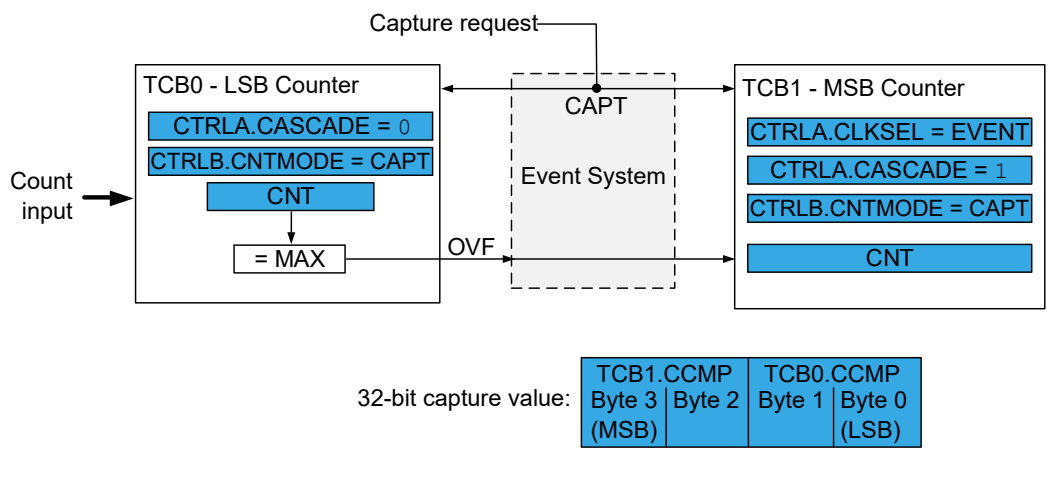 Capture request
TCB0 - LSB Counter
CTRLA.CASCADE = 0
CTRLB.CNTMODE = CAPT
CNT
= MAX
Count
input
OVF
CAPT
Event System
TCB1 - MSB Counter
CTRLA.CLKSEL = EVENT
CTRLA.CASCADE = 1
CTRLB.CNTMODE = CAPT
CNT
32-bit capture value:
TCB1.CCMP TCB0.CCMP
Byte 3 Byte 2 Byte 1 Byte 0
(MSB) (LSB)